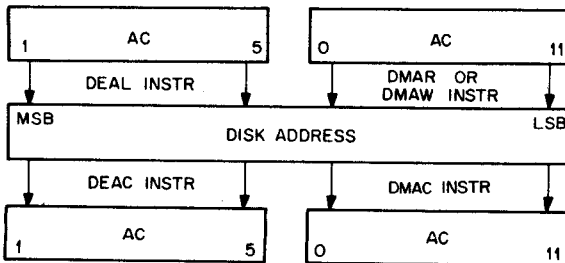 AC AC
1 5 0 11
DEAL INSTR DMAR OR
DMAW INSTR
MSB LSB
DISK ADDRESS
DEAC INSTR DMAC INSTR
AC AC
1 5 0 11